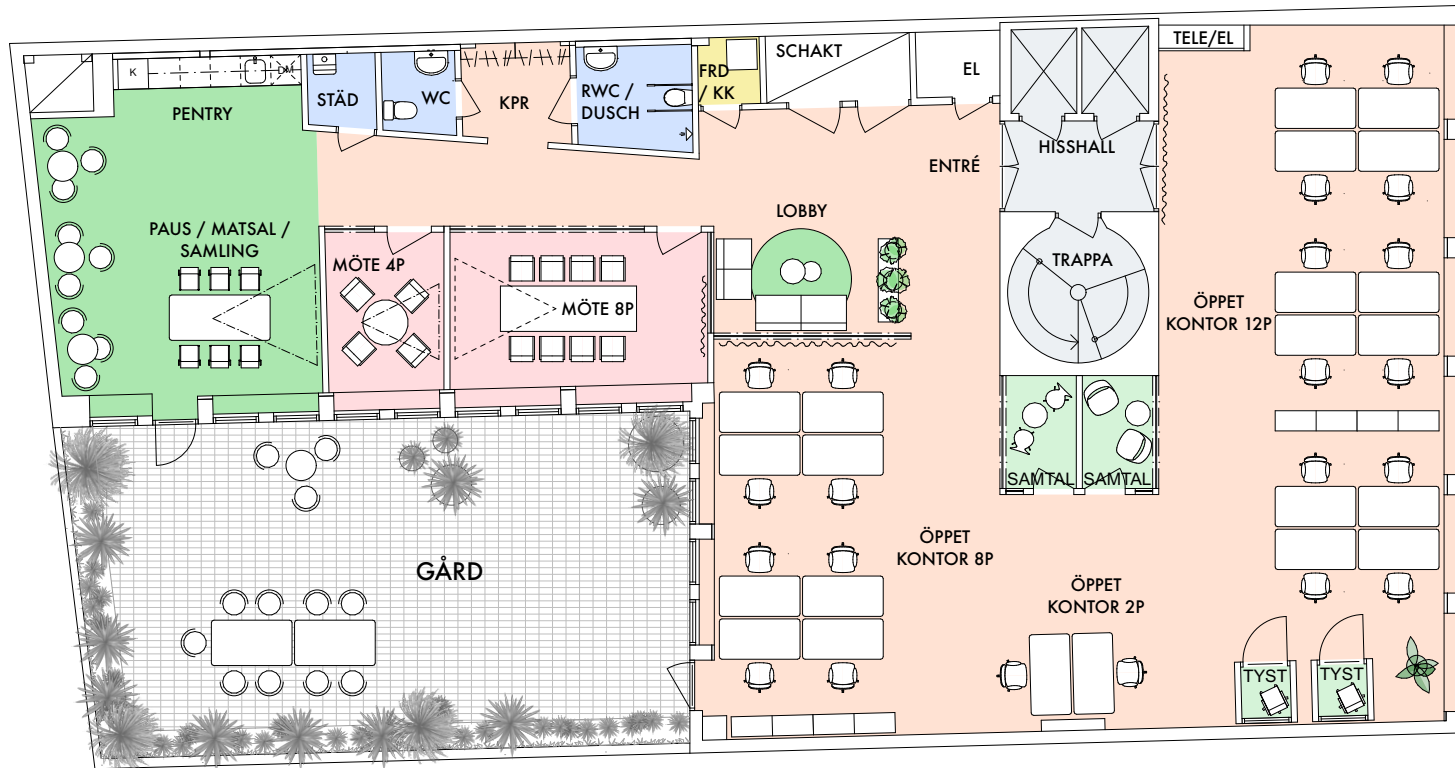 TELE/EL
SCHAKT
EL
K
DM
STÄD
WC
KPR
RWC /
DUSCH
FRD
/ KK
PENTRY
HISSHALL
ENTRÉ
LOBBY
PAUS / MATSAL /
SAMLING
MÖTE 4P
MÖTE 8P
TRAPPA
ÖPPET
KONTOR 12P
SAMTAL
SAMTAL
GÅRD
ÖPPET
KONTOR 8P
ÖPPET
KONTOR 2P
TYST
TYST